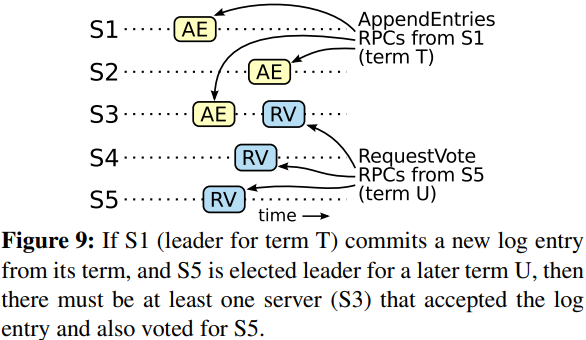 S1
AE
AppendEntries
RPCs from S1
(term T)
S2
AE
S3
AE
RV
S4
RV
RequestVote
RPCs from S5
(term U)
S5
RV
time
Figure 9: If S1 (leader for term T) commits a new log entry
from its term, and S5 is elected leader for a later term U, then
there must be at least one server (S3) that accepted the log
entry and also voted for S5.